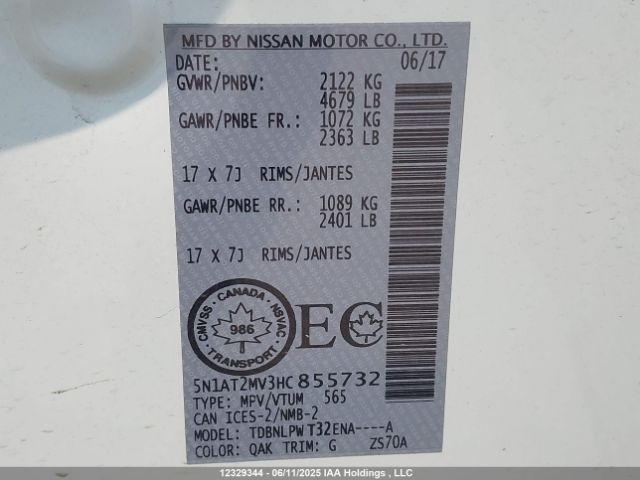 MFD BY NISSAN MOTOR CO., LTD.
DATE: 06/17
GVWR/PNBV: 2122 KG
4679 LB
GAWR/PNBE FR.: 1072 KG
2363 LB
17 X 7J RIMS/JANTES
GAWR/PNBE RR.: 1089 KG
2401 LB
17 X 7J RIMS/JANTES
CMVSS · CANADA · NSVAC · TRANSPORT ·
986
EC
5N1AT2MV3HC855732
TYPE: MPV/VTUM 565
CAN ICES-2/NMB-2
MODEL: TDBNLPW T32ENA----A
COLOR: QAK TRIM: G ZS70A
12329344 - 06/11/2025 IAA Holdings, LLC